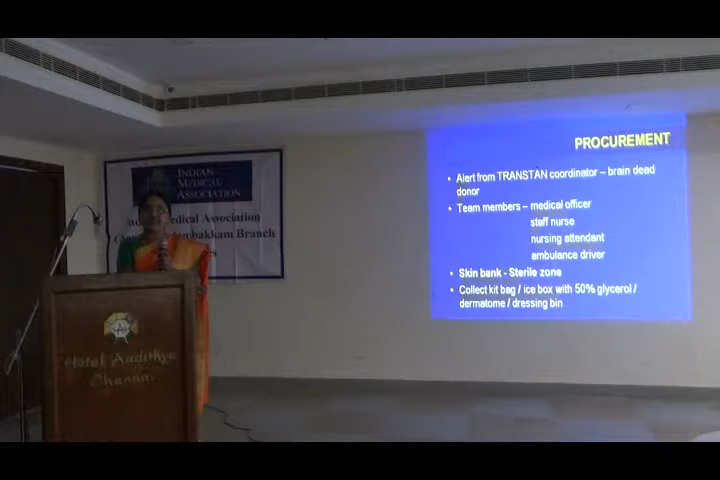 INDIAN
MEDICAL
ASSOCIATION
Medical Association
mbakkam Branch
PROCUREMENT
• Alert from TRANSTAN coordinator – brain dead
donor
• Team members – medical officer
staff nurse
nursing attendant
ambulance driver
• Skin bank - Sterile zone
• Collect kit bag / ice box with 50% glycerol /
dermatome / dressing bin
Hotel Aadithya
Chennai